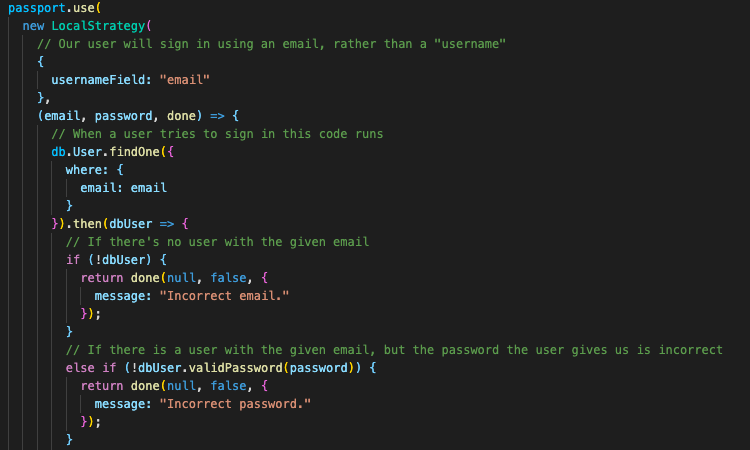 passport.use(
new LocalStrategy(
// Our user will sign in using an email, rather than a "username"
{
usernameField: "email"
},
(email, password, done) => {
// When a user tries to sign in this code runs
db.User.findOne({
where: {
email: email
}
}).then(dbUser => {
// If there's no user with the given email
if (!dbUser) {
return done(null, false, {
message: "Incorrect email."
});
}
// If there is a user with the given email, but the password the user gives us is incorrect
else if (!dbUser.validPassword(password)) {
return done(null, false, {
message: "Incorrect password."
});
}